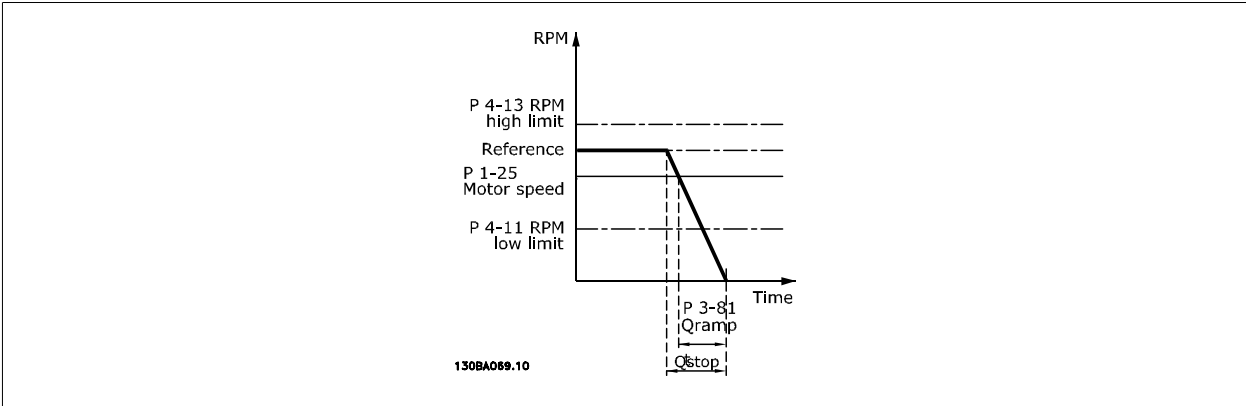 RPM
P 4-13 RPM
high limit
Reference
P 1-25
Motor speed
P 4-11 RPM
low limit
Time
P 3-81
Qramp
t
Qstop
130BA069.10